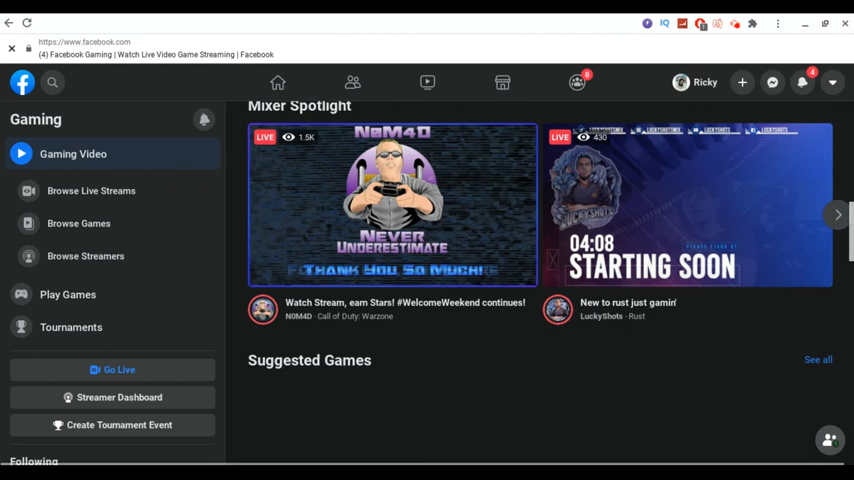 https://www.facebook.com
(4) Facebook Gaming | Watch Live Video Game Streaming | Facebook
8
Ricky
4
Gaming
Gaming Video
Browse Live Streams
Browse Games
Browse Streamers
Play Games
Tournaments
Go Live
Streamer Dashboard
Create Tournament Event
Following
Mixer Spotlight
LIVE 1.5K
N0M4D
NEVER
UNDERESTIMATE
THANK YOU SO MUCH!
Watch Stream, earn Stars! #WelcomeWeekend continues!
N0M4D · Call of Duty: Warzone
LIVE 430
LUCKYSHOTS
PLEASE STAND BY
04:08
STARTING SOON
New to rust just gamin'
LuckyShots · Rust
Suggested Games
See all